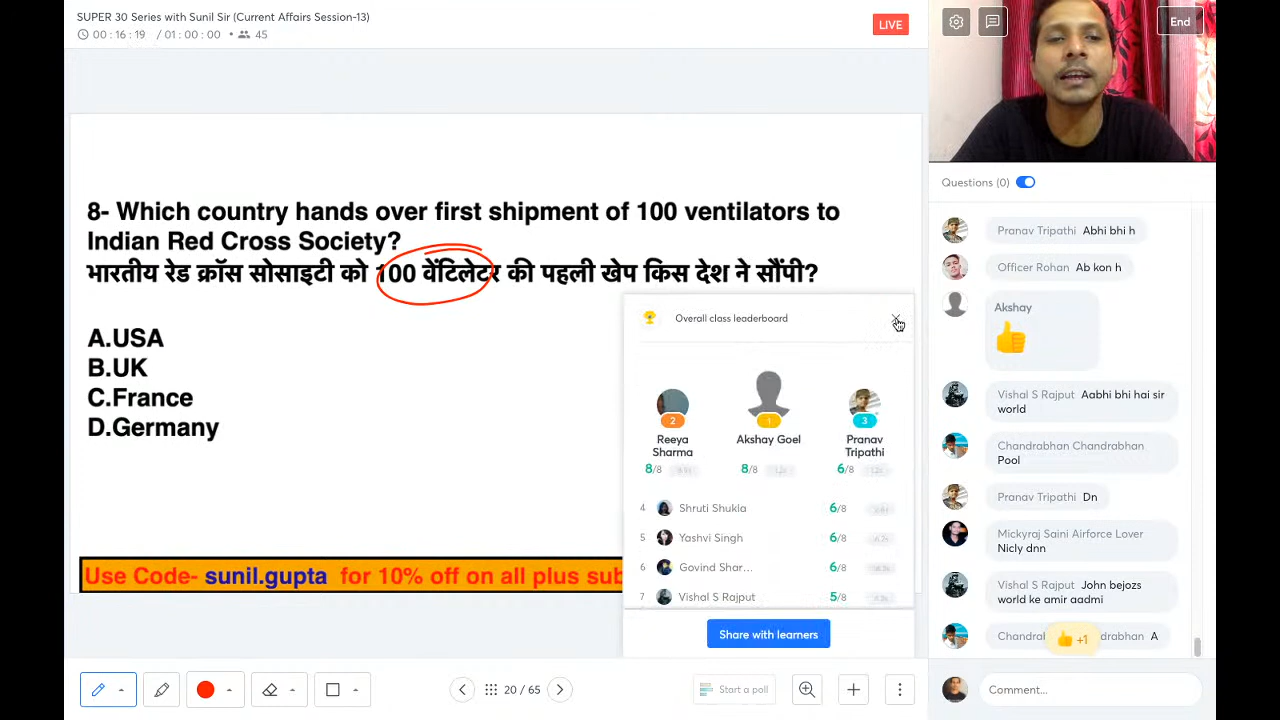 SUPER 30 Series with Sunil Sir (Current Affairs Session-13)
00 : 16 : 19 / 01 : 00 : 00 • 45
LIVE
End
8- Which country hands over first shipment of 100 ventilators to
Indian Red Cross Society?
भारतीय रेड क्रॉस सोसाइटी को 100 वेंटिलेटर की पहली खेप किस देश ने सौंपी?
A.USA
B.UK
C.France
D.Germany
Use Code- sunil.gupta for 10% off on all plus sub
Overall class leaderboard
2
1
3
Reeya
Sharma
Akshay Goel
Pranav
Tripathi
8/8
8/8
6/8
4 Shruti Shukla 6/8
5 Yashvi Singh 6/8
6 Govind Shar... 6/8
7 Vishal S Rajput 5/8
Share with learners
20 / 65
Start a poll
Questions (0)
Pranav Tripathi Abhi bhi h
Officer Rohan Ab kon h
Akshay
Vishal S Rajput Aabhi bhi hai sir
world
Chandrabhan Chandrabhan
Pool
Pranav Tripathi Dn
Mickyraj Saini Airforce Lover
Nicly dnn
Vishal S Rajput John bejozs
world ke amir aadmi
Chandra +1 drabhan A
Comment...